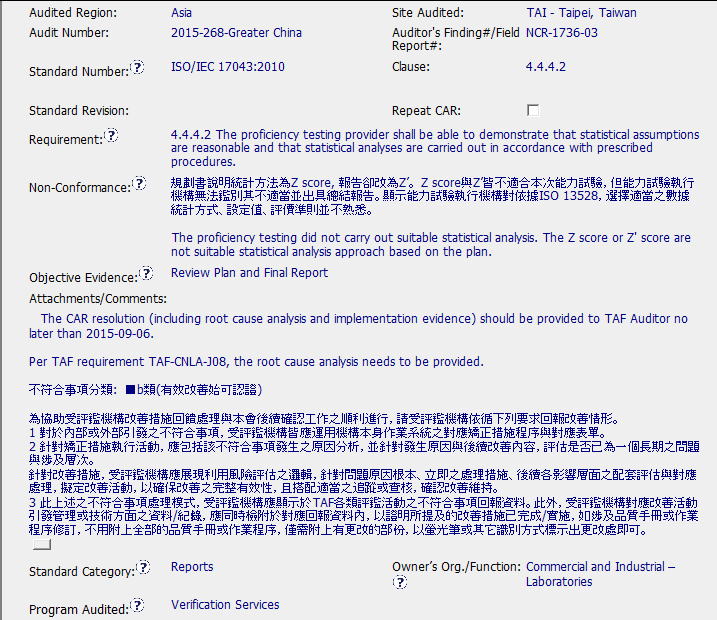 Audited Region: Asia Site Audited: TAI - Taipei, Taiwan
Audit Number: 2015-268-Greater China Auditor's Finding#/Field Report#: NCR-1736-03
Standard Number: ISO/IEC 17043:2010 Clause: 4.4.4.2
Standard Revision: Repeat CAR:
Requirement: 4.4.4.2 The proficiency testing provider shall be able to demonstrate that statistical assumptions
are reasonable and that statistical analyses are carried out in accordance with prescribed
procedures.
Non-Conformance: 規劃書說明統計方法為Z score, 報告卻改為Z’。Z score與Z’皆不適合本次能力試驗, 但能力試驗執行
機構無法鑑別其不適當並出具總結報告。顯示能力試驗執行機構對依據ISO 13528, 選擇適當之數據
統計方式、設定值、評價準則並不熟悉。
The proficiency testing did not carry out suitable statistical analysis. The Z score or Z' score are
not suitable statistical analysis approach based on the plan.
Objective Evidence: Review Plan and Final Report
Attachments/Comments:
The CAR resolution (including root cause analysis and implementation evidence) should be provided to TAF Auditor no
later than 2015-09-06.
Per TAF requirement TAF-CNLA-J08, the root cause analysis needs to be provided.
不符合事項分類: ■b類(有效改善始可認證)
為協助受評鑑機構改善措施回饋處理與本會後續確認工作之順利進行, 請受評鑑機構依循下列要求回報改善情形。
1 對於內部或外部引發之不符合事項, 受評鑑機構皆應運用機構本身作業系統之對應矯正措施程序與對應表單。
2 針對矯正措施執行活動, 應包括該不符合事項發生之原因分析, 並針對發生原因與後續改善內容, 評估是否已為一個長期之問題
與涉及層次。
針對改善措施, 受評鑑機構應展現利用風險評估之邏輯, 針對問題原因根本、立即之處理措施、後續各影響層面之配套評估與對應
處理, 擬定改善活動, 以確保改善之完整有效性, 且搭配適當之追蹤或查核, 確認改善維持。
3 此上述之不符合事項處理模式, 受評鑑機構應顯示於TAF各類評鑑活動之不符合事項回報資料。此外, 受評鑑機構對應改善活動
引發管理或技術方面之資料/紀錄, 應同時檢附於對應回報資料內, 以證明所提及的改善措施已完成/實施, 如涉及品質手冊或作業
程序修訂, 不用附上全部的品質手冊或作業程序, 僅需附上有更改的部份, 以螢光筆或其它識別方式標示出更改處即可。
Standard Category: Reports Owner's Org./Function: Commercial and Industrial –
Laboratories
Program Audited: Verification Services